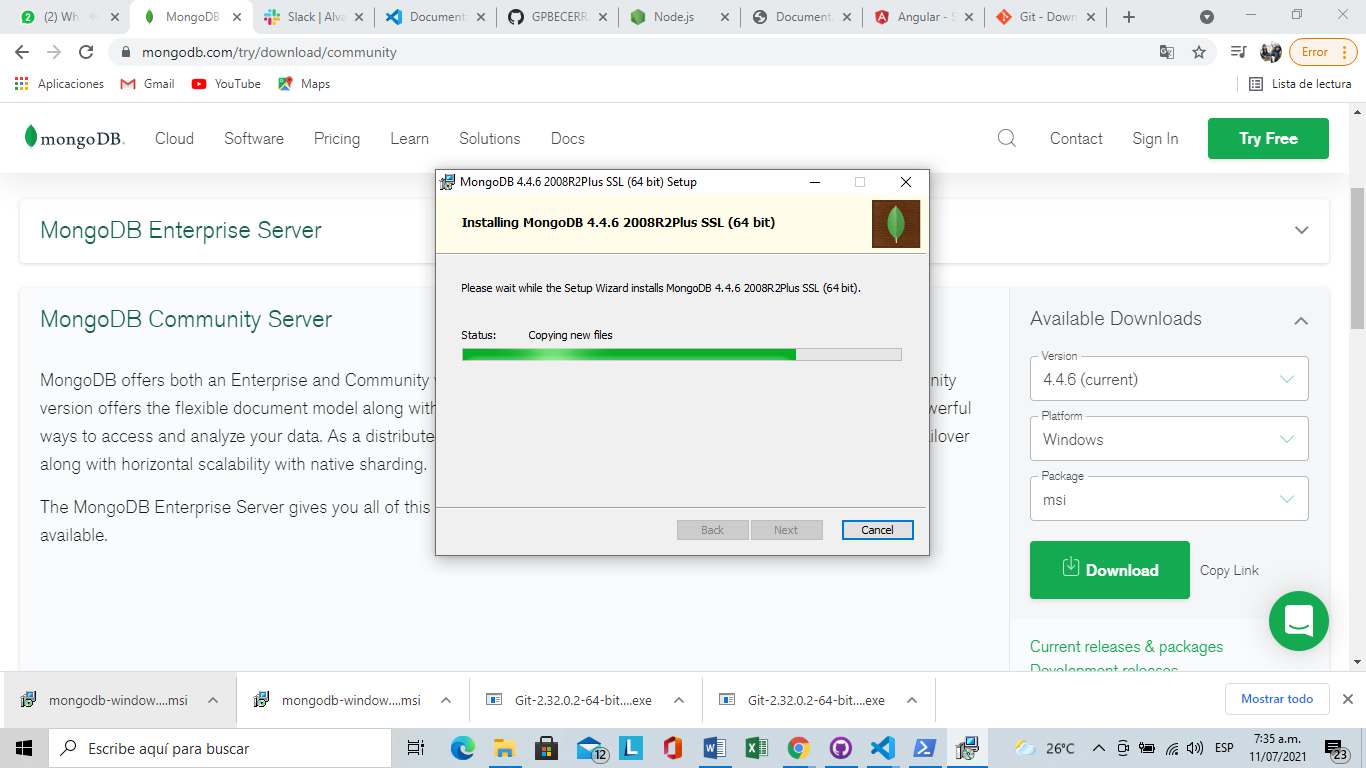 (2) Wh
MongoDB
Slack | Alva
Documenta
GPBECERR
Node.js
Documenta
Angular - S
Git - Down
mongodb.com/try/download/community
Error
Aplicaciones
Gmail
YouTube
Maps
Lista de lectura
mongoDB.
Cloud
Software
Pricing
Learn
Solutions
Docs
Contact
Sign In
Try Free
MongoDB Enterprise Server
MongoDB Community Server
MongoDB offers both an Enterprise and Community
nity
version offers the flexible document model along with
werful
ways to access and analyze your data. As a distribute
ilover
along with horizontal scalability with native sharding.
The MongoDB Enterprise Server gives you all of this
available.
MongoDB 4.4.6 2008R2Plus SSL (64 bit) Setup
Installing MongoDB 4.4.6 2008R2Plus SSL (64 bit)
Please wait while the Setup Wizard installs MongoDB 4.4.6 2008R2Plus SSL (64 bit).
Status:
Copying new files
Back
Next
Cancel
Available Downloads
Version
4.4.6 (current)
Platform
Windows
Package
msi
Download
Copy Link
Current releases & packages
Development releases
mongodb-window....msi
mongodb-window....msi
Git-2.32.0.2-64-bit....exe
Git-2.32.0.2-64-bit....exe
Mostrar todo
Escribe aquí para buscar
12
26°C
ESP
7:35 a.m.
11/07/2021
23